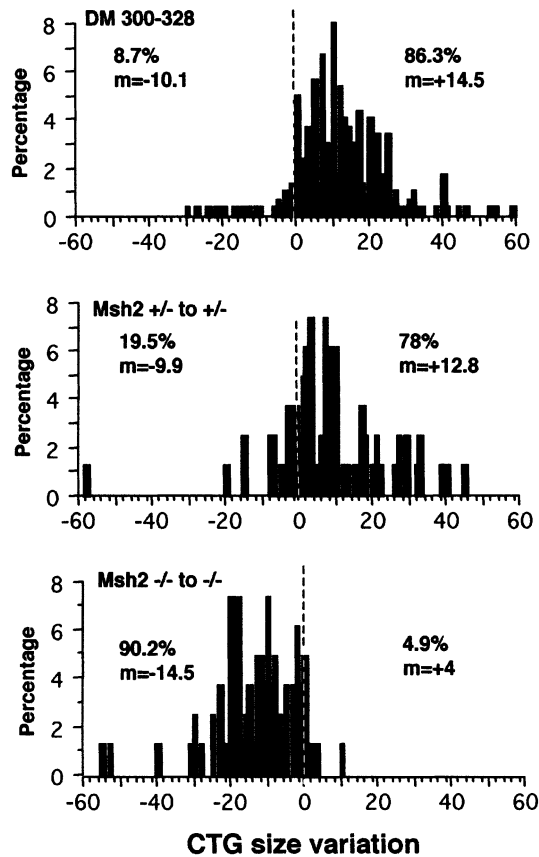 DM 300-328
8.7%
m=-10.1
86.3%
m=+14.5
Percentage
8
6
4
2
0
-60 -40 -20 0 20 40 60
Msh2 +/- to +/-
19.5%
m=-9.9
78%
m=+12.8
Percentage
8
6
4
2
0
-60 -40 -20 0 20 40 60
Msh2 -/- to -/-
90.2%
m=-14.5
4.9%
m=+4
Percentage
8
6
4
2
0
-60 -40 -20 0 20 40 60
CTG size variation